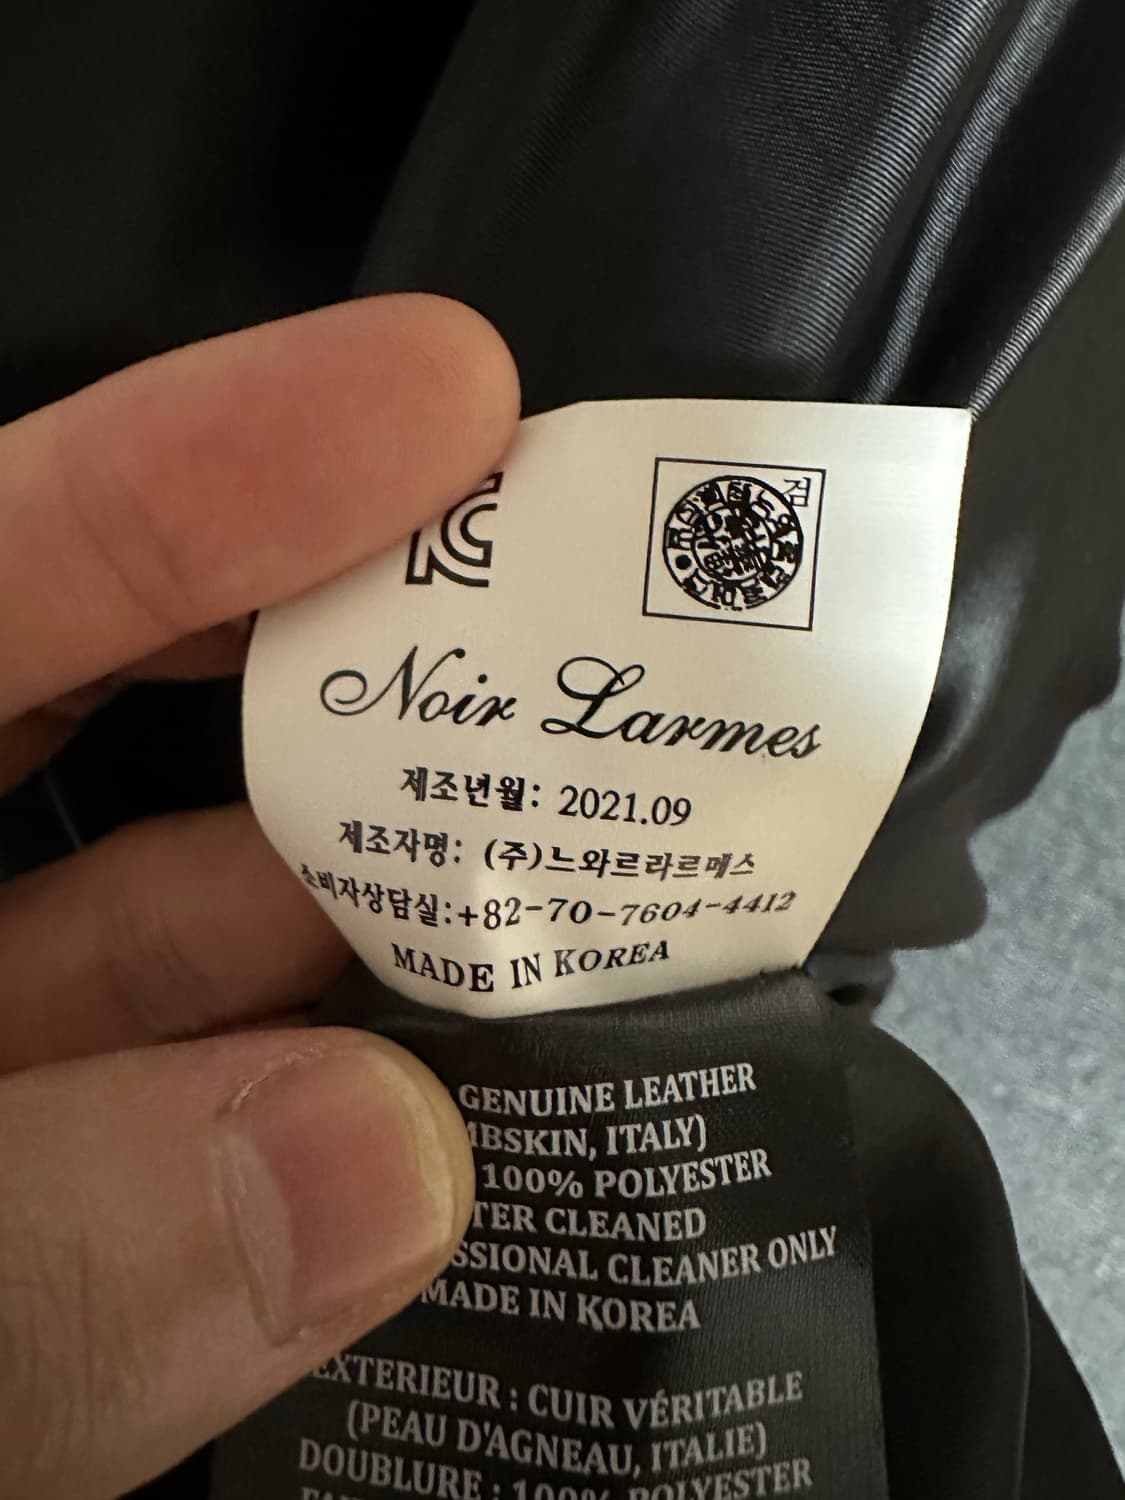 검
Noir Larmes
제조년월: 2021.09
제조자명: (주)느와르라르메스
소비자상담실:+82-70-7604-4412
MADE IN KOREA
GENUINE LEATHER
MBSKIN, ITALY)
100% POLYESTER
TER CLEANED
SSIONAL CLEANER ONLY
MADE IN KOREA
EXTERIEUR : CUIR VÉRITABLE
(PEAU D'AGNEAU, ITALIE)
DOUBLURE : 100% POLYESTER